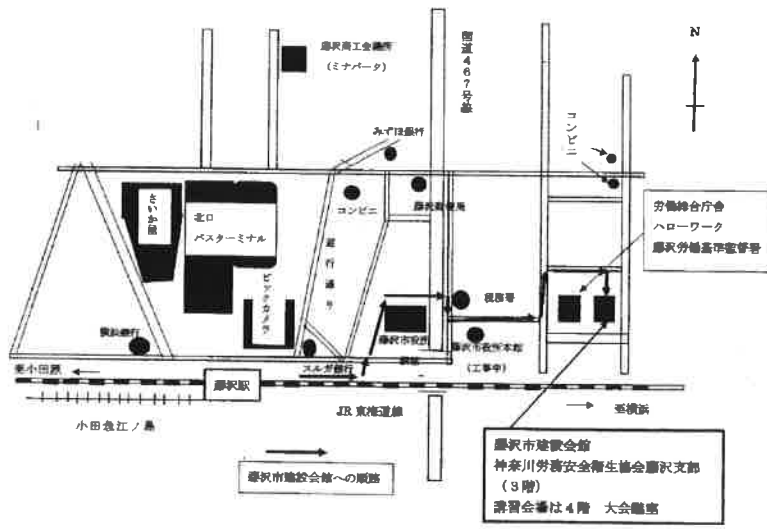 藤沢商工会議所
(ミナパーク)
国道467号線
N
みずほ銀行
コンビニ
さいか屋
北口
バスターミナル
コンビニ
藤沢郵便局
労働総合庁舎
ハローワーク
藤沢労働基準監督署
銀行通り
ビックカメラ
税務署
横浜銀行
藤沢市役所
藤沢市役所本館
(工事中)
スルガ銀行
至小田原
藤沢駅
JR東海道線
至横浜
小田急江ノ島
藤沢市建設会館への順路
藤沢市建設会館
神奈川労務安全衛生協会藤沢支部
(3階)
講習会場は4階 大会議室